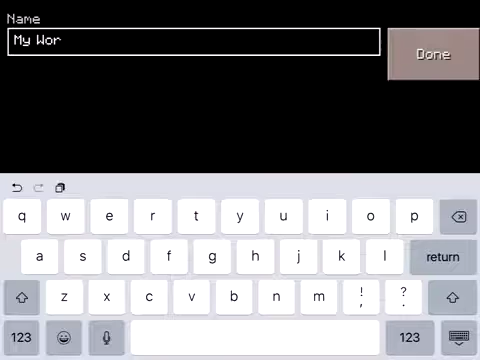 Name
My Wor
Done
q w e r t y u i o p
a s d f g h j k l return
z x c v b n m ! , ? .
123 123